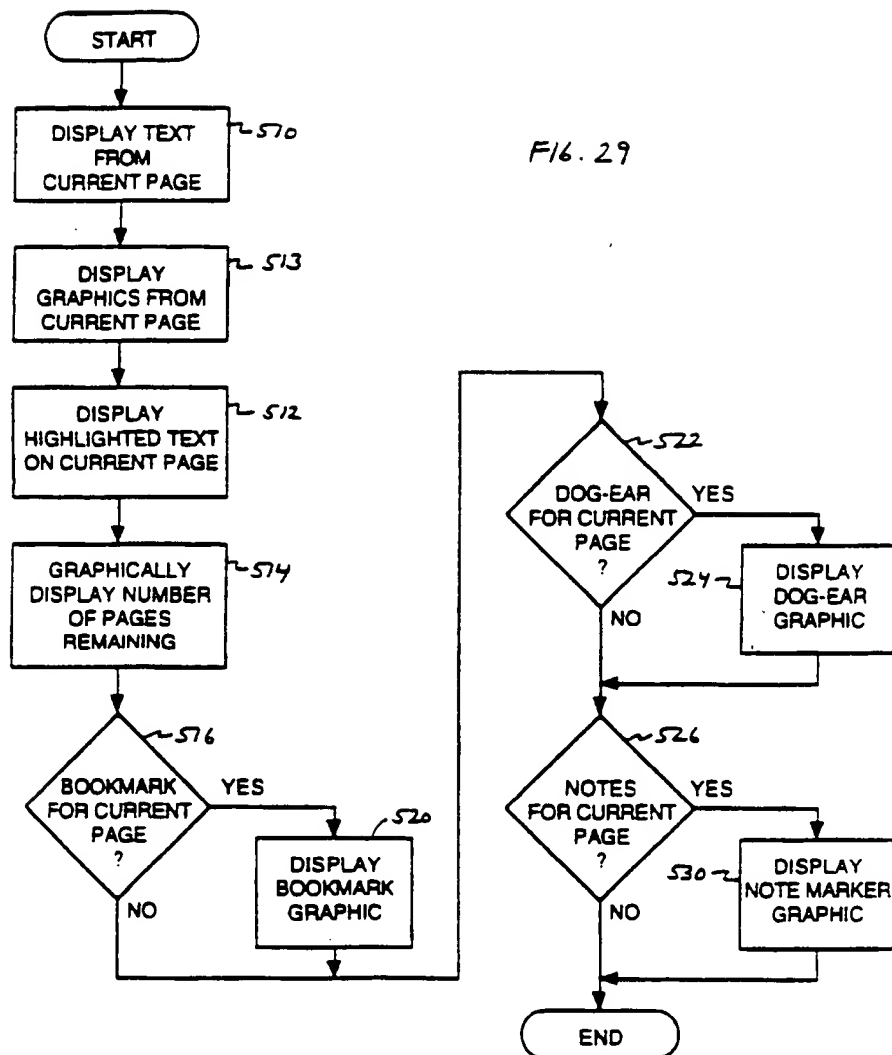 START
DISPLAY TEXT
FROM
CURRENT PAGE
510
FIG. 29
DISPLAY
GRAPHICS FROM
CURRENT PAGE
513
DISPLAY
HIGHLIGHTED TEXT
ON CURRENT PAGE
512
GRAPHICALLY
DISPLAY NUMBER
OF PAGES
REMAINING
514
BOOKMARK
FOR CURRENT
PAGE
?
516
YES
NO
DISPLAY
BOOKMARK
GRAPHIC
520
DOG-EAR
FOR CURRENT
PAGE
?
522
YES
NO
DISPLAY
DOG-EAR
GRAPHIC
524
NOTES
FOR CURRENT
PAGE
?
526
YES
NO
DISPLAY
NOTE MARKER
GRAPHIC
530
END